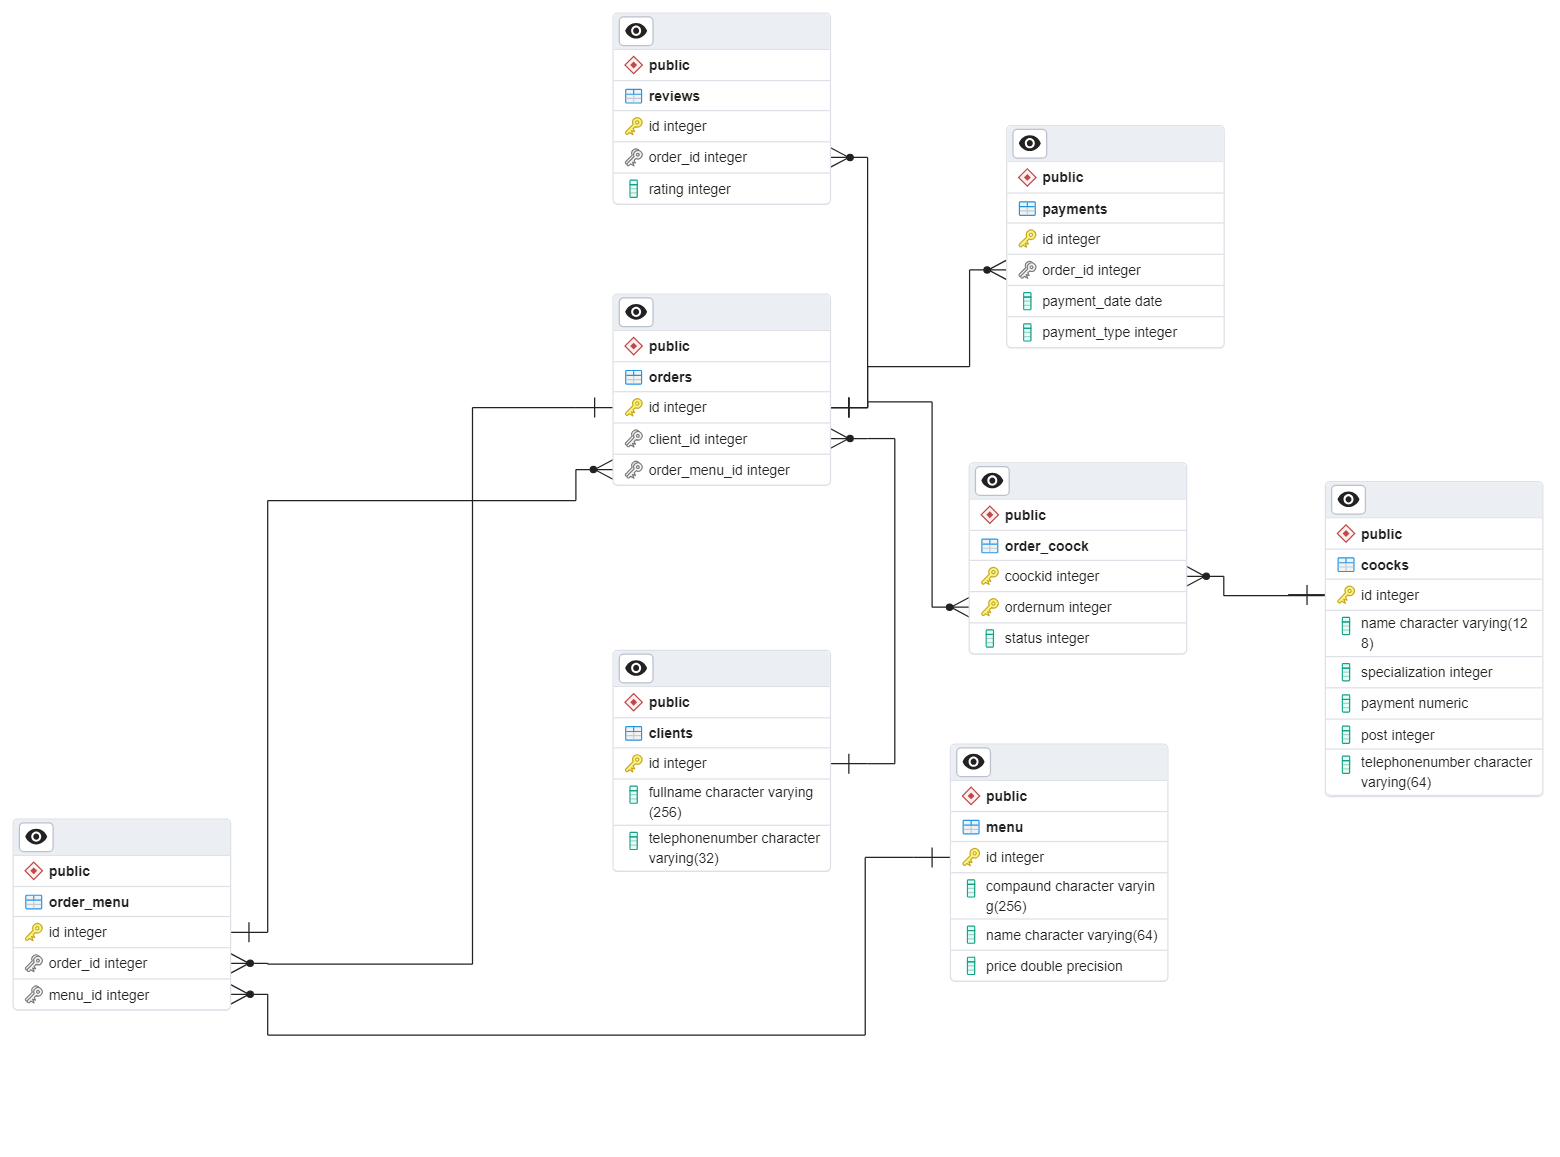 public
reviews
id integer
order_id integer
rating integer
public
payments
id integer
order_id integer
payment_date date
payment_type integer
public
orders
id integer
client_id integer
order_menu_id integer
public
order_coock
coockid integer
ordernum integer
status integer
public
coocks
id integer
name character varying(12
8)
specialization integer
payment numeric
post integer
telephonenumber character
varying(64)
public
clients
id integer
fullname character varying
(256)
telephonenumber character
varying(32)
public
menu
id integer
compaund character varyin
g(256)
name character varying(64)
price double precision
public
order_menu
id integer
order_id integer
menu_id integer